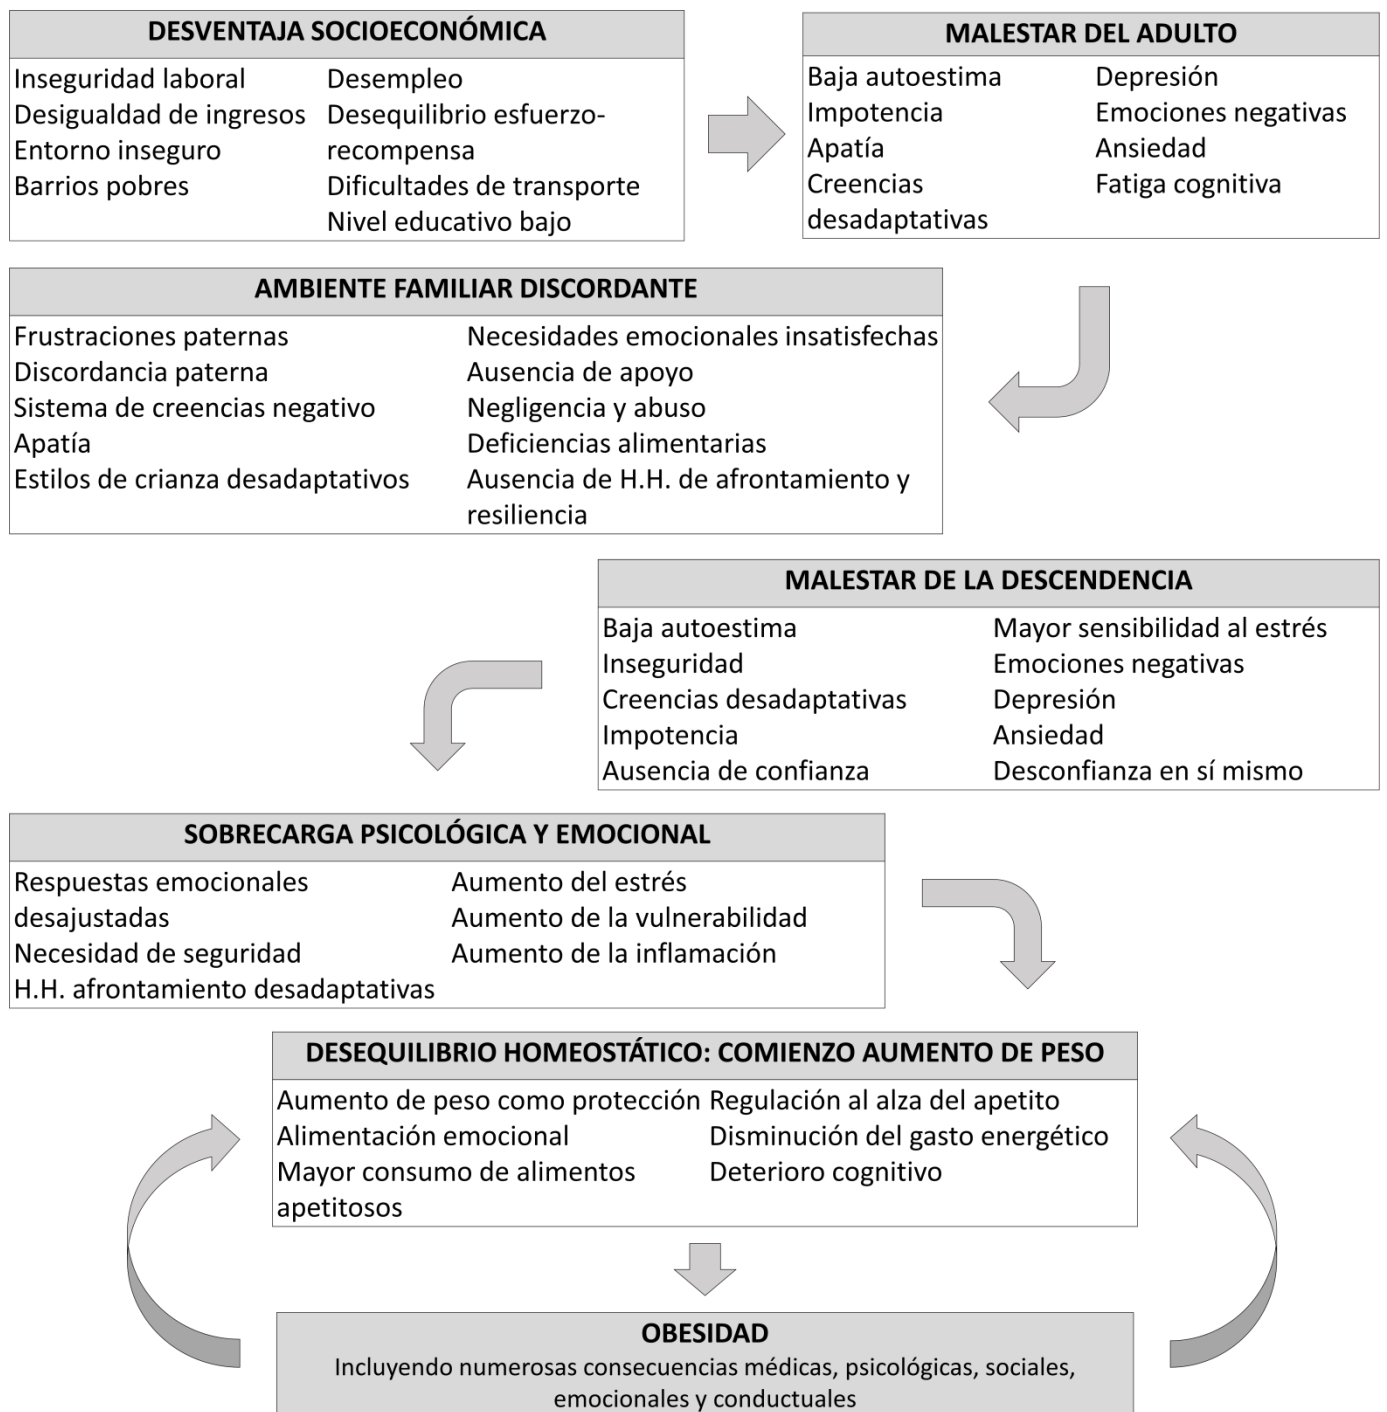 DESVENTAJA SOCIOECONÓMICA
Inseguridad laboral
Desigualdad de ingresos
Entorno inseguro
Barrios pobres
Desempleo
Desequilibrio esfuerzo-
recompensa
Dificultades de transporte
Nivel educativo bajo
MALESTAR DEL ADULTO
Baja autoestima
Impotencia
Apatía
Creencias
desadaptativas
Depresión
Emociones negativas
Ansiedad
Fatiga cognitiva
AMBIENTE FAMILIAR DISCORDANTE
Frustraciones paternas
Discordancia paterna
Sistema de creencias negativo
Apatía
Estilos de crianza desadaptativos
Necesidades emocionales insatisfechas
Ausencia de apoyo
Negligencia y abuso
Deficiencias alimentarias
Ausencia de H.H. de afrontamiento y
resiliencia
MALESTAR DE LA DESCENDENCIA
Baja autoestima
Inseguridad
Creencias desadaptativas
Impotencia
Ausencia de confianza
Mayor sensibilidad al estrés
Emociones negativas
Depresión
Ansiedad
Desconfianza en sí mismo
SOBRECARGA PSICOLÓGICA Y EMOCIONAL
Respuestas emocionales
desajustadas
Necesidad de seguridad
H.H. afrontamiento desadaptativas
Aumento del estrés
Aumento de la vulnerabilidad
Aumento de la inflamación
DESEQUILIBRIO HOMEOSTÁTICO: COMIENZO AUMENTO DE PESO
Aumento de peso como protección
Alimentación emocional
Mayor consumo de alimentos
apetitosos
Regulación al alza del apetito
Disminución del gasto energético
Deterioro cognitivo
OBESIDAD
Incluyendo numerosas consecuencias médicas, psicológicas, sociales,
emocionales y conductuales